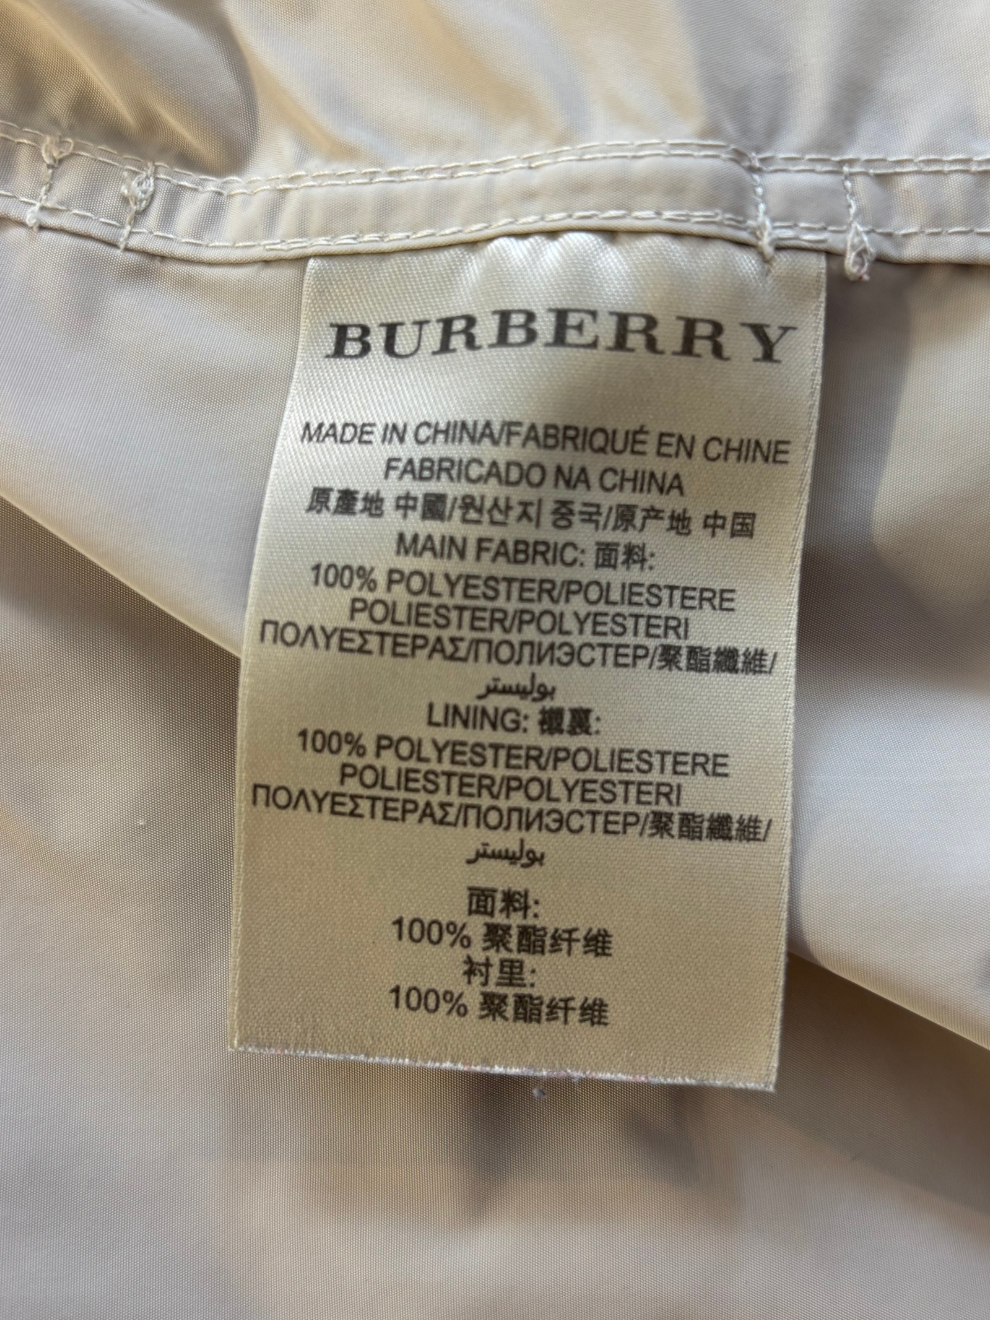 BURBERRY
MADE IN CHINA/FABRIQUÉ EN CHINE
FABRICADO NA CHINA
原產地 中國/원산지 중국/原产地 中国
MAIN FABRIC: 面料:
100% POLYESTER/POLIESTERE
POLIESTER/POLYESTERI
ΠΟΛΥΕΣΤΕΡΑΣ/ПОЛИЭСТЕР/聚酯纖維/
بوليستر
LINING: 襯裏:
100% POLYESTER/POLIESTERE
POLIESTER/POLYESTERI
ΠΟΛΥΕΣΤΕΡΑΣ/ПОЛИЭСТЕР/聚酯纖維/
بوليستر
面料:
100% 聚酯纤维
衬里:
100% 聚酯纤维